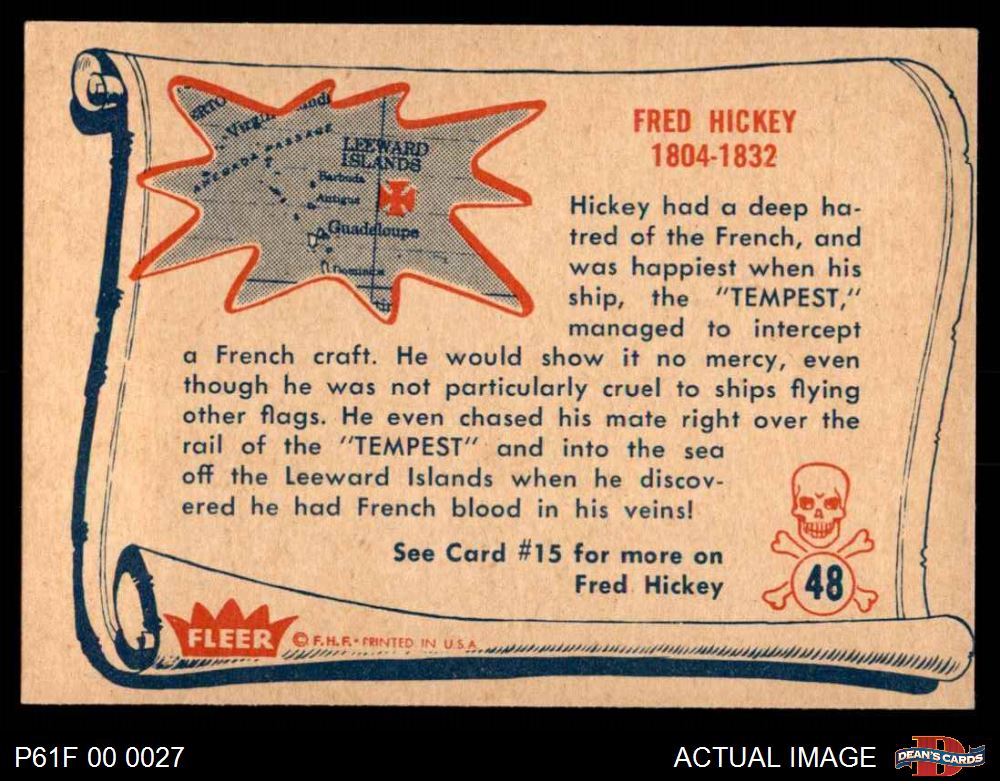 Virgin Islands
ANEGADA PASSAGE
LEEWARD
ISLANDS
Barbuda
Antigua
Guadeloupe
Dominica
FRED HICKEY
1804-1832
Hickey had a deep ha-
tred of the French, and
was happiest when his
ship, the "TEMPEST,"
managed to intercept
a French craft. He would show it no mercy, even
though he was not particularly cruel to ships flying
other flags. He even chased his mate right over the
rail of the "TEMPEST" and into the sea
off the Leeward Islands when he discov-
ered he had French blood in his veins!
See Card #15 for more on
Fred Hickey
48
FLEER
© F.H.F. • PRINTED IN U.S.A.
P61F 00 0027
ACTUAL IMAGE
D
DEAN'S CARDS